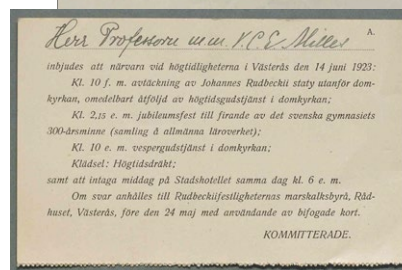 A.
Herr Professorn m.m. V.C.E. Milles
inbjudes att närvara vid högtidligheterna i Västerås den 14 juni 1923:
Kl. 10 f. m. avtäckning av Johannes Rudbeckii staty utanför dom-
kyrkan, omedelbart åtföljd av högtidsgudstjänst i domkyrkan;
Kl. 2,15 e. m. jubileumsfest till firande av det svenska gymnasiets
300-årsminne (samling å allmänna läroverket);
Kl. 10 e. m. vespergudstjänst i domkyrkan;
Klädsel: Högtidsdräkt;
samt att intaga middag på Stadshotellet samma dag kl. 6 e. m.
Om svar anhålles till Rudbeckiifestligheternas marskalksbyrå, Råd-
huset, Västerås, före den 24 maj med användande av bifogade kort.
KOMMITTERADE.